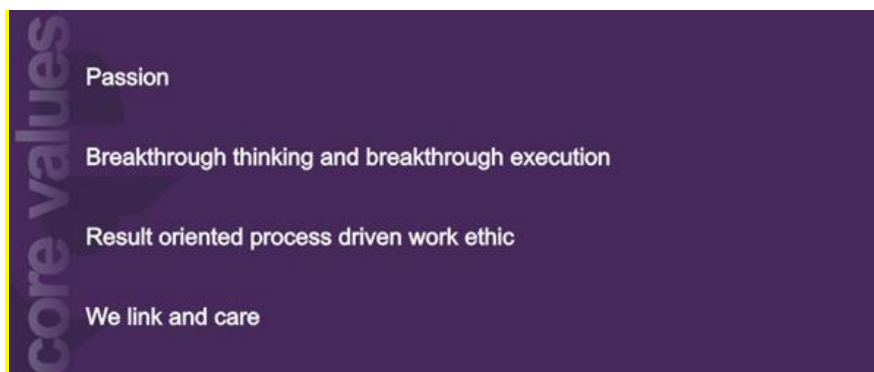 core values
Passion
Breakthrough thinking and breakthrough execution
Result oriented process driven work ethic
We link and care